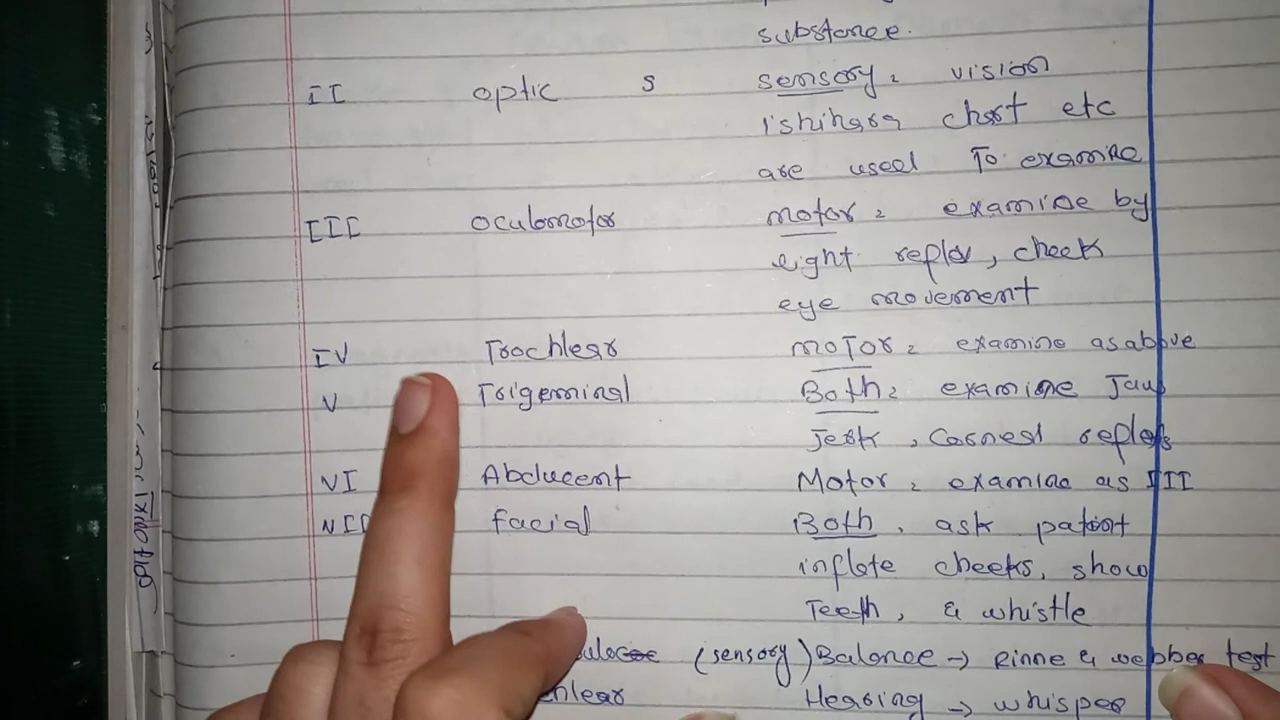 substance.
II optic S sensory, vision
ishihara chart etc
are used To examine
III Oculomotor motor, examine by
light reflex, check
eye movement
IV Trochlear MOTOR, examine as above
V Trigeminal Both, examine Jaw
Jerk, Corneal reflex
VI Abducent Motor, examine as III
VII facial Both, ask patient
inflate cheeks, show
Teeth, & whistle
(sensory) Balance → Rinne & webber test
Hearing → whisper